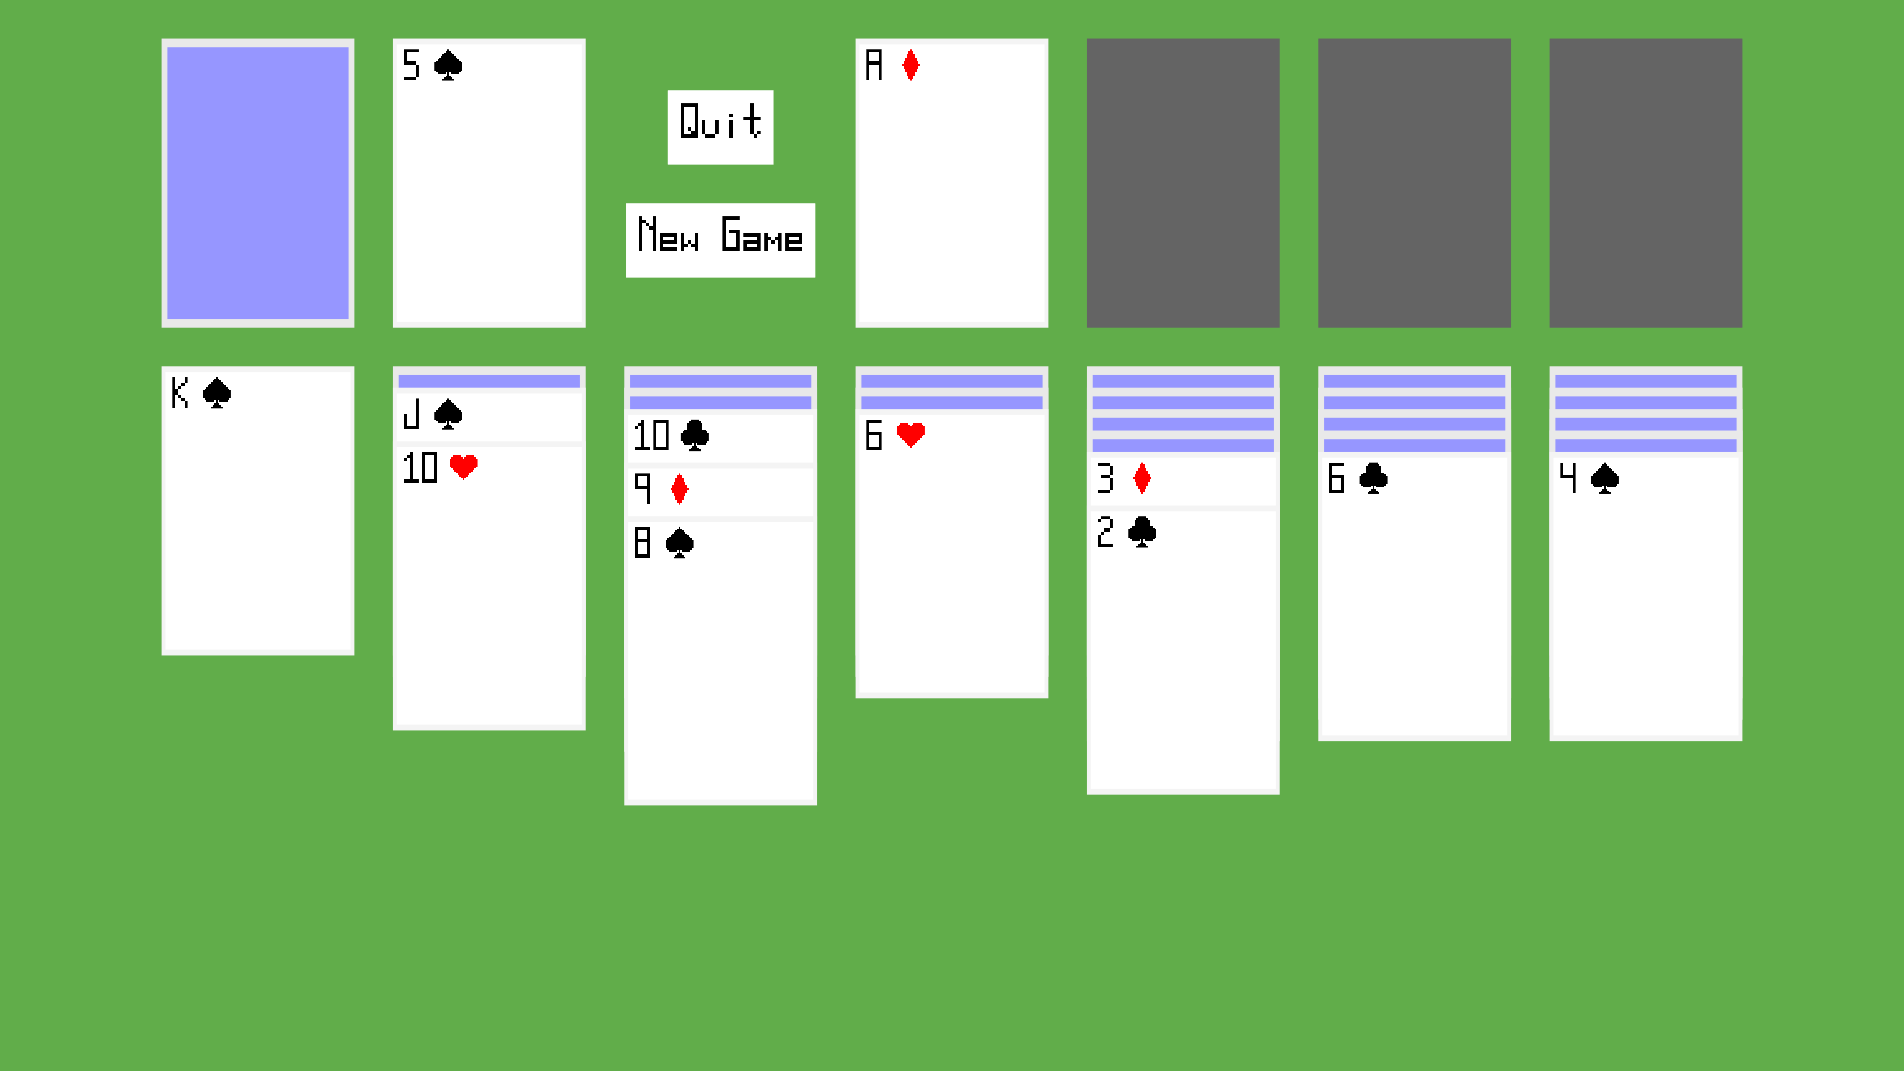 5♠
A♦
Quit
New Game
K♠
J♠
10♥
10♣
9♦
8♠
6♥
3♦
2♣
6♣
4♠